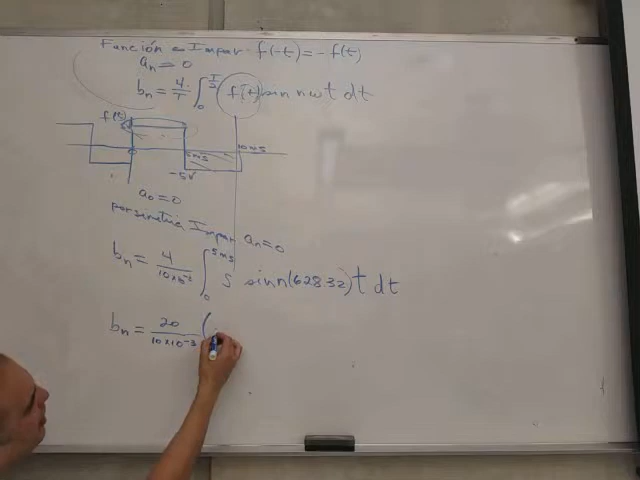 Función = Impar f(-t) = - f(t)
an = 0
bn = 4/T ∫ 0 T/2 f(t) sin nωt dt
f(t)
5ms 10ms
-5V
a0 = 0
Por simetria Impar an = 0
bn = 4/10x10⁻³ ∫ 0 5ms 5 sin n(628.32) t dt
bn = 20/10x10⁻³ (